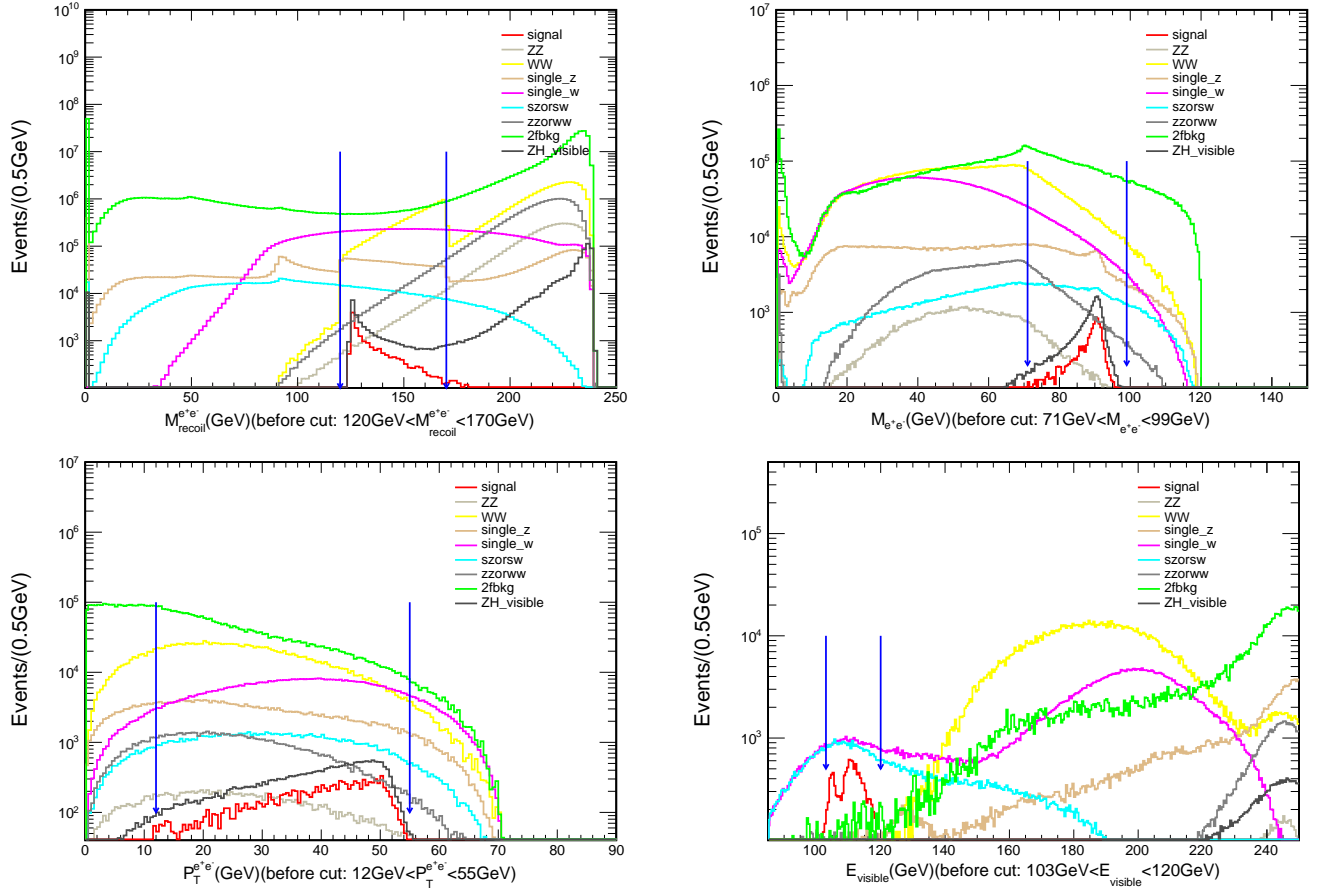 Events/(0.5GeV)
10^10
10^9
10^8
10^7
10^6
10^5
10^4
10^3
signal
ZZ
WW
single_z
single_w
szorsw
zzorww
2fbkg
ZH_visible
0 50 100 150 200 250
M_recoil^e+e-(GeV)(before cut: 120GeV<M_recoil^e+e-<170GeV)
Events/(0.5GeV)
10^7
10^6
10^5
10^4
10^3
signal
ZZ
WW
single_z
single_w
szorsw
zzorww
2fbkg
ZH_visible
0 20 40 60 80 100 120 140
M_e+e-(GeV)(before cut: 71GeV<M_e+e-<99GeV)
Events/(0.5GeV)
10^7
10^6
10^5
10^4
10^3
10^2
signal
ZZ
WW
single_z
single_w
szorsw
zzorww
2fbkg
ZH_visible
0 10 20 30 40 50 60 70 80 90
P_T^e+e-(GeV)(before cut: 12GeV<P_T^e+e-<55GeV)
Events/(0.5GeV)
10^5
10^4
10^3
signal
ZZ
WW
single_z
single_w
szorsw
zzorww
2fbkg
ZH_visible
100 120 140 160 180 200 220 240
E_visible(GeV)(before cut: 103GeV<E_visible<120GeV)